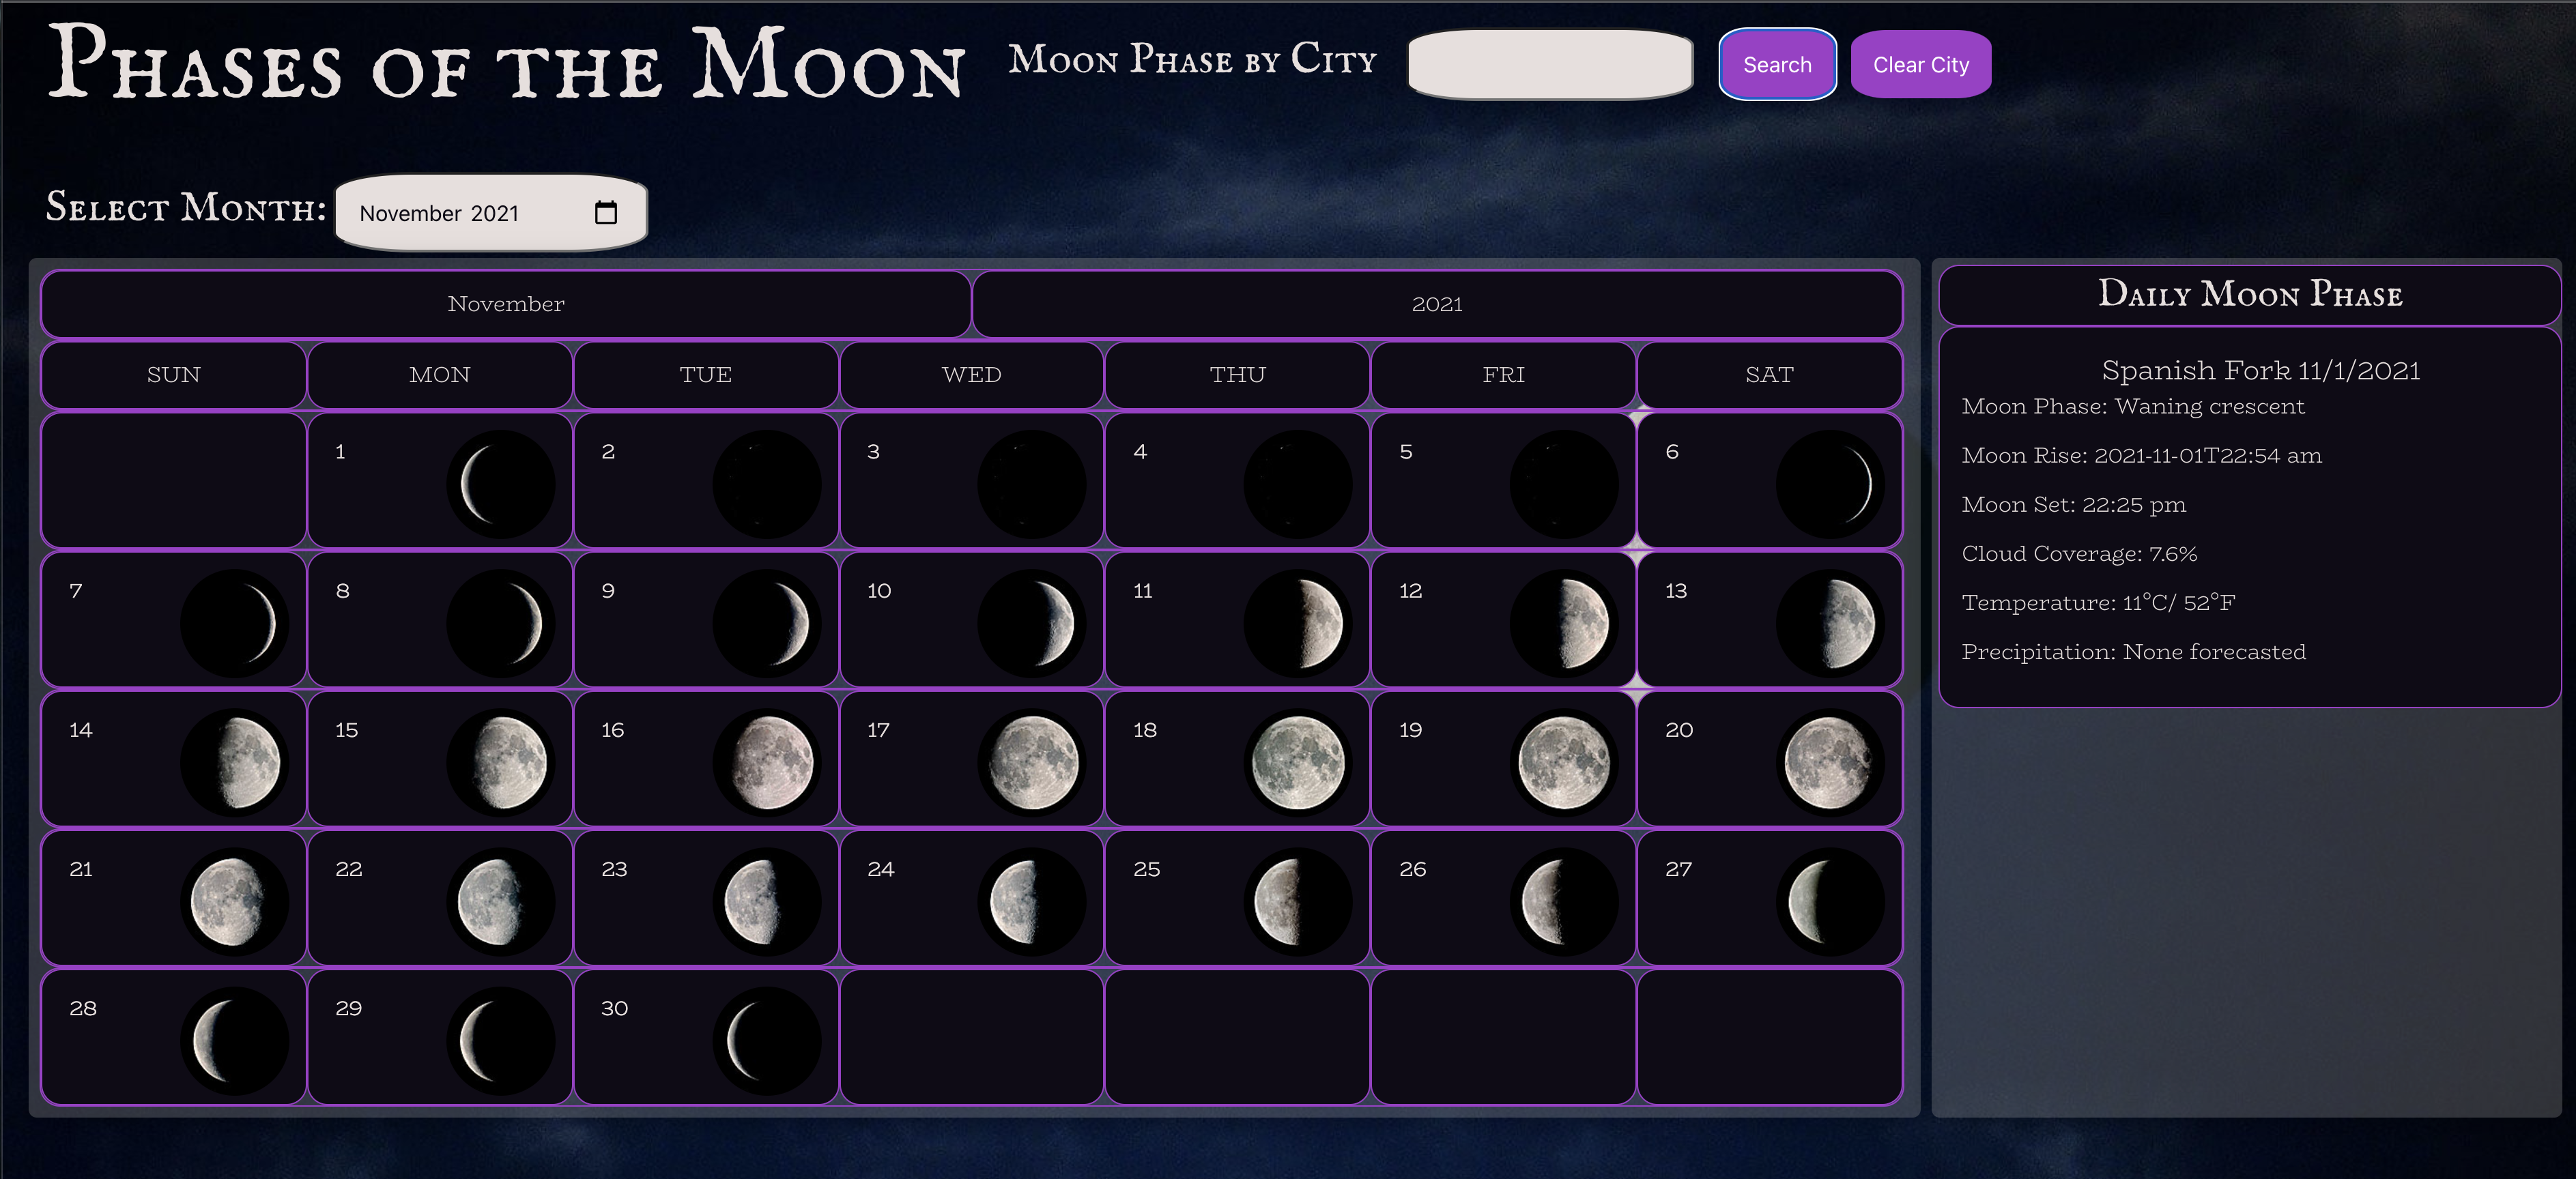 Phases of the Moon
Moon Phase by City
Search
Clear City
Select Month:
November 2021
November 2021
SUN MON TUE WED THU FRI SAT
1 2 3 4 5 6
7 8 9 10 11 12 13
14 15 16 17 18 19 20
21 22 23 24 25 26 27
28 29 30
Daily Moon Phase
Spanish Fork 11/1/2021
Moon Phase: Waning crescent
Moon Rise: 2021-11-01T22:54 am
Moon Set: 22:25 pm
Cloud Coverage: 7.6%
Temperature: 11°C/ 52°F
Precipitation: None forecasted